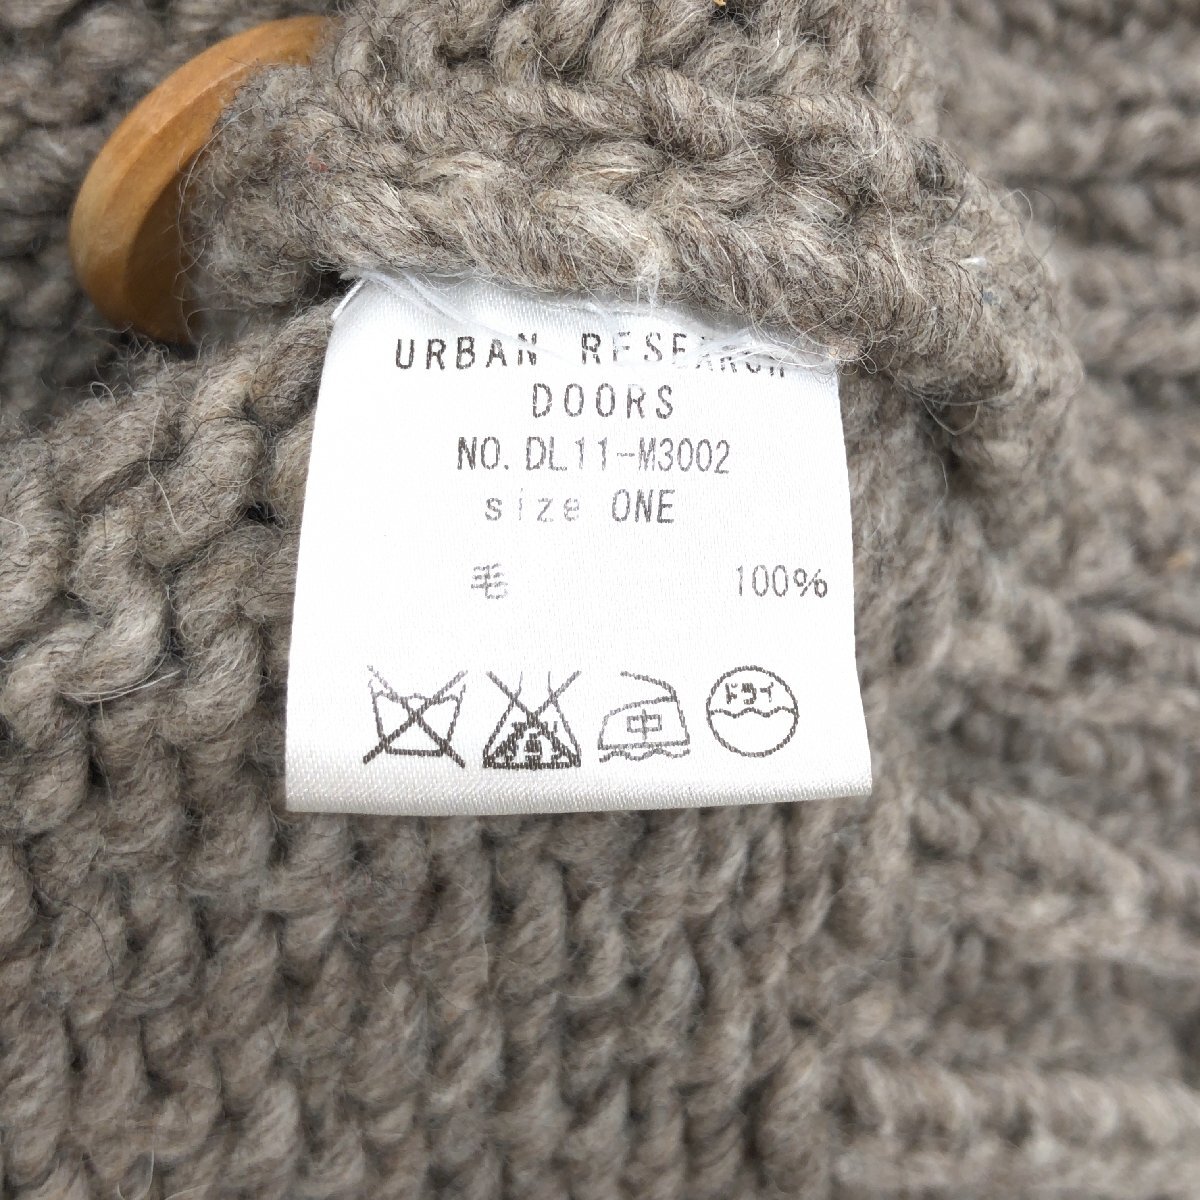 URBAN RESEARCH
DOORS
NO. DL11-M3002
size ONE
毛 100%
中 ドライ